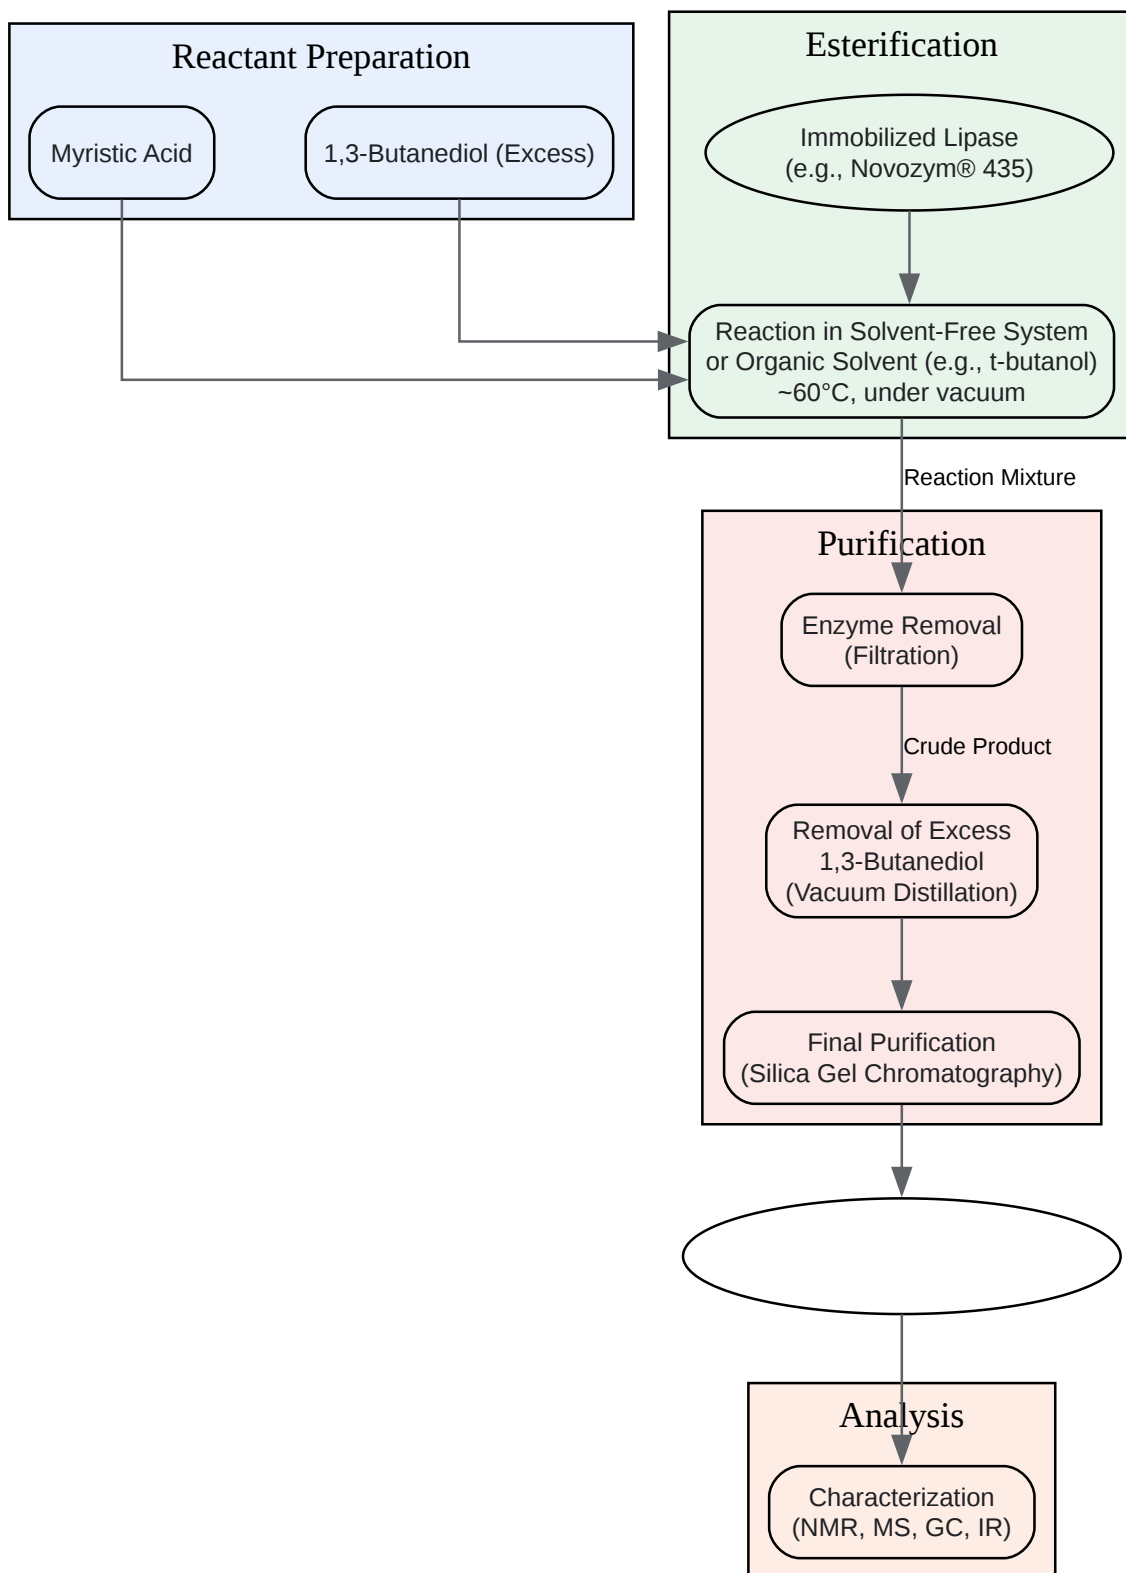 Reactant Preparation
Myristic Acid
1,3-Butanediol (Excess)
Esterification
Immobilized Lipase
(e.g., Novozym® 435)
Reaction in Solvent-Free System
or Organic Solvent (e.g., t-butanol)
~60°C, under vacuum
Reaction Mixture
Purification
Enzyme Removal
(Filtration)
Crude Product
Removal of Excess
1,3-Butanediol
(Vacuum Distillation)
Final Purification
(Silica Gel Chromatography)
Analysis
Characterization
(NMR, MS, GC, IR)